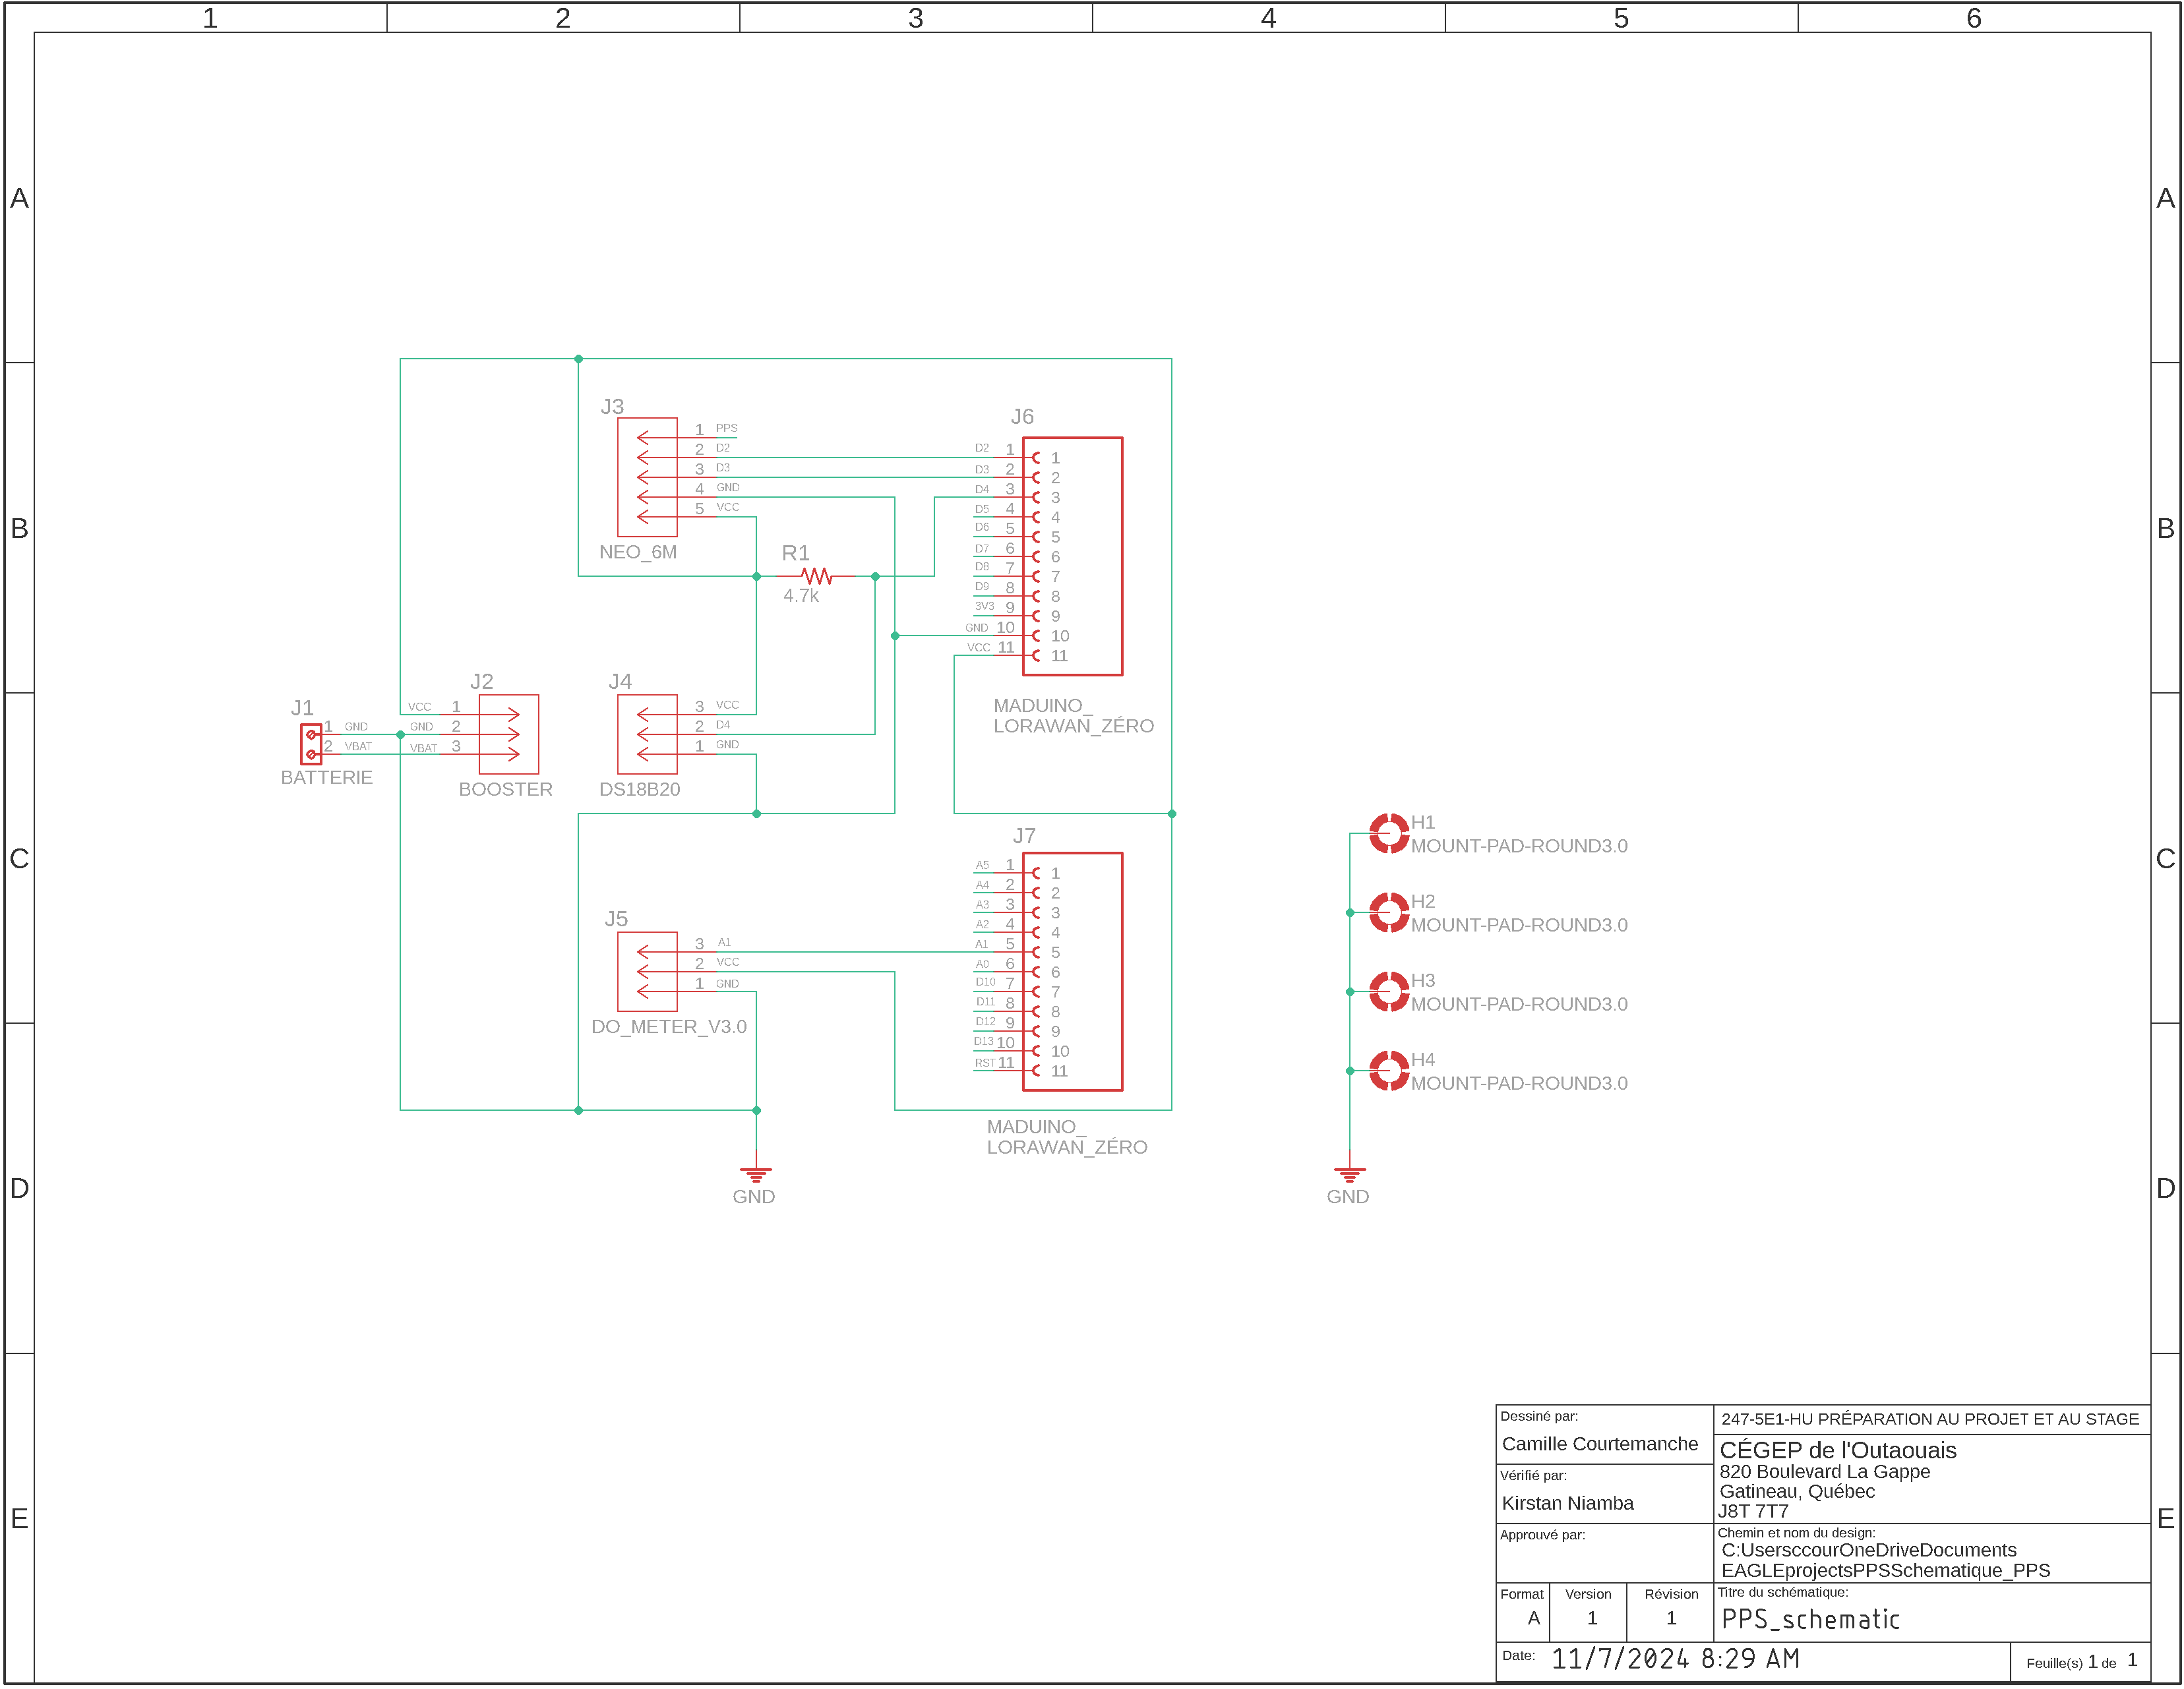 1 2 3 4 5 6
A A
B B
C C
D D
E E
J3
1 PPS
2 D2
3 D3
4 GND
5 VCC
NEO_6M
R1
4.7k
J6
D2 1 1
D3 2 2
D4 3 3
D5 4 4
D6 5 5
D7 6 6
D8 7 7
D9 8 8
3V3 9 9
GND 10 10
VCC 11 11
MADUINO_
LORAWAN_ZÉRO
J1
1 GND
2 VBAT
BATTERIE
J2
VCC 1
GND 2
VBAT 3
BOOSTER
J4
3 VCC
2 D4
1 GND
DS18B20
J5
3 A1
2 VCC
1 GND
DO_METER_V3.0
J7
A5 1 1
A4 2 2
A3 3 3
A2 4 4
A1 5 5
A0 6 6
D10 7 7
D11 8 8
D12 9 9
D13 10 10
RST 11 11
MADUINO_
LORAWAN_ZÉRO
GND
H1
MOUNT-PAD-ROUND3.0
H2
MOUNT-PAD-ROUND3.0
H3
MOUNT-PAD-ROUND3.0
H4
MOUNT-PAD-ROUND3.0
GND
Dessiné par:
Camille Courtemanche
Vérifié par:
Kirstan Niamba
Approuvé par:
247-5E1-HU PRÉPARATION AU PROJET ET AU STAGE
CÉGEP de l'Outaouais
820 Boulevard La Gappe
Gatineau, Québec
J8T 7T7
Chemin et nom du design:
C:UsersccourOneDriveDocuments
EAGLEprojectsPPSSchematique_PPS
Format Version Révision
A 1 1
Titre du schématique:
PPS_schematic
Date: 11/7/2024 8:29 AM
Feuille(s) 1 de 1